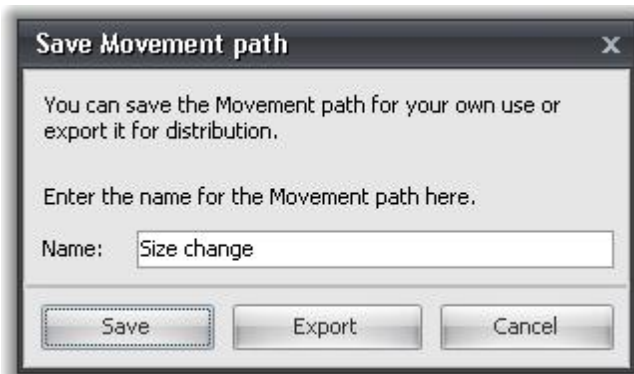 Save Movement path
You can save the Movement path for your own use or
export it for distribution.
Enter the name for the Movement path here.
Name: Size change
Save Export Cancel